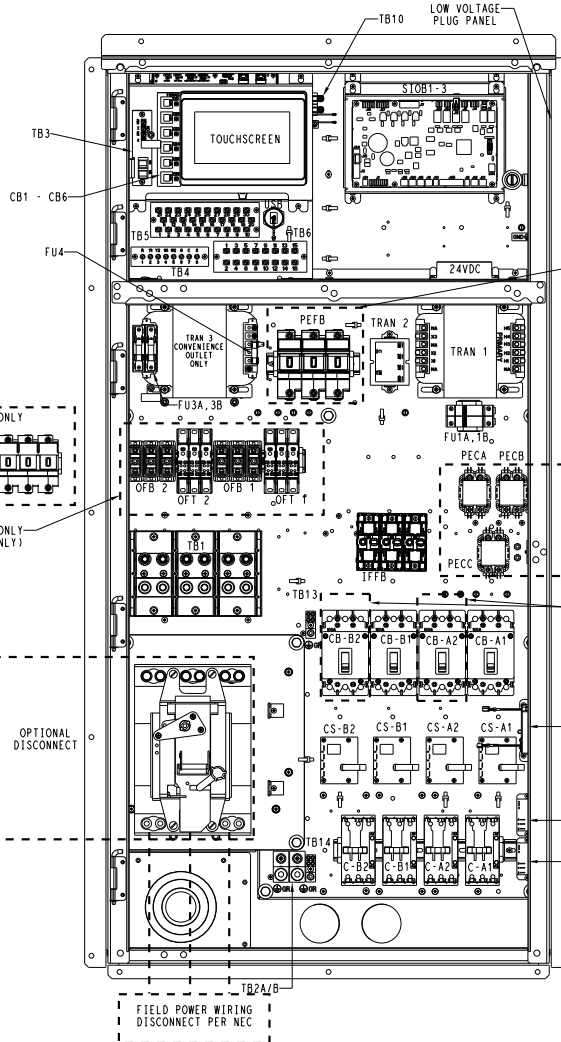 LOW VOLTAGE
PLUG PANEL
TB10
SIOB1-3
TOUCHSCREEN
TB3
CB1 - CB6
USB
TB5
TB6
TB4
FU4
GND4
24VDC
PEFB
TRAN 2
TRAN 3
CONVENIENCE
OUTLET
ONLY
TRAN 1
PRIMARY
FU3A,3B
FU1A,1B
ONLY
PECA
PECB
OFB 2
OFT 2
OFB 1
OFT 1
ONLY
NLY)
TB1
IFFB
PECC
TB13
CB-B2
CB-B1
CB-A2
CB-A1
OPTIONAL
DISCONNECT
CS-B2
CS-B1
CS-A2
CS-A1
TB14
C-B2
C-B1
C-A2
C-A1
GR1
GR
TB2A/B
FIELD POWER WIRING
DISCONNECT PER NEC